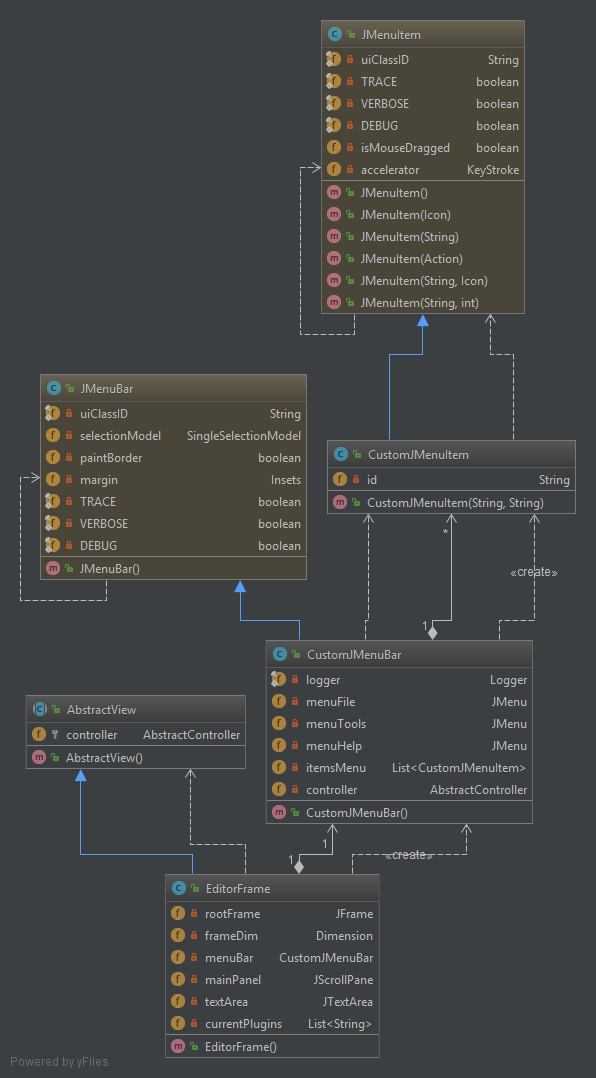 JMenuItem
uiClassID String
TRACE boolean
VERBOSE boolean
DEBUG boolean
isMouseDragged boolean
accelerator KeyStroke
JMenuItem()
JMenuItem(Icon)
JMenuItem(String)
JMenuItem(Action)
JMenuItem(String, Icon)
JMenuItem(String, int)
JMenuBar
uiClassID String
selectionModel SingleSelectionModel
paintBorder boolean
margin Insets
TRACE boolean
VERBOSE boolean
DEBUG boolean
JMenuBar()
CustomJMenuItem
id String
CustomJMenuItem(String, String)
*
«create»
1
CustomJMenuBar
logger Logger
menuFile JMenu
menuTools JMenu
menuHelp JMenu
itemsMenu List<CustomJMenuItem>
controller AbstractController
CustomJMenuBar()
AbstractView
controller AbstractController
AbstractView()
1
«create»
1
EditorFrame
rootFrame JFrame
frameDim Dimension
menuBar CustomJMenuBar
mainPanel JScrollPane
textArea JTextArea
currentPlugins List<String>
EditorFrame()
Powered by yFiles